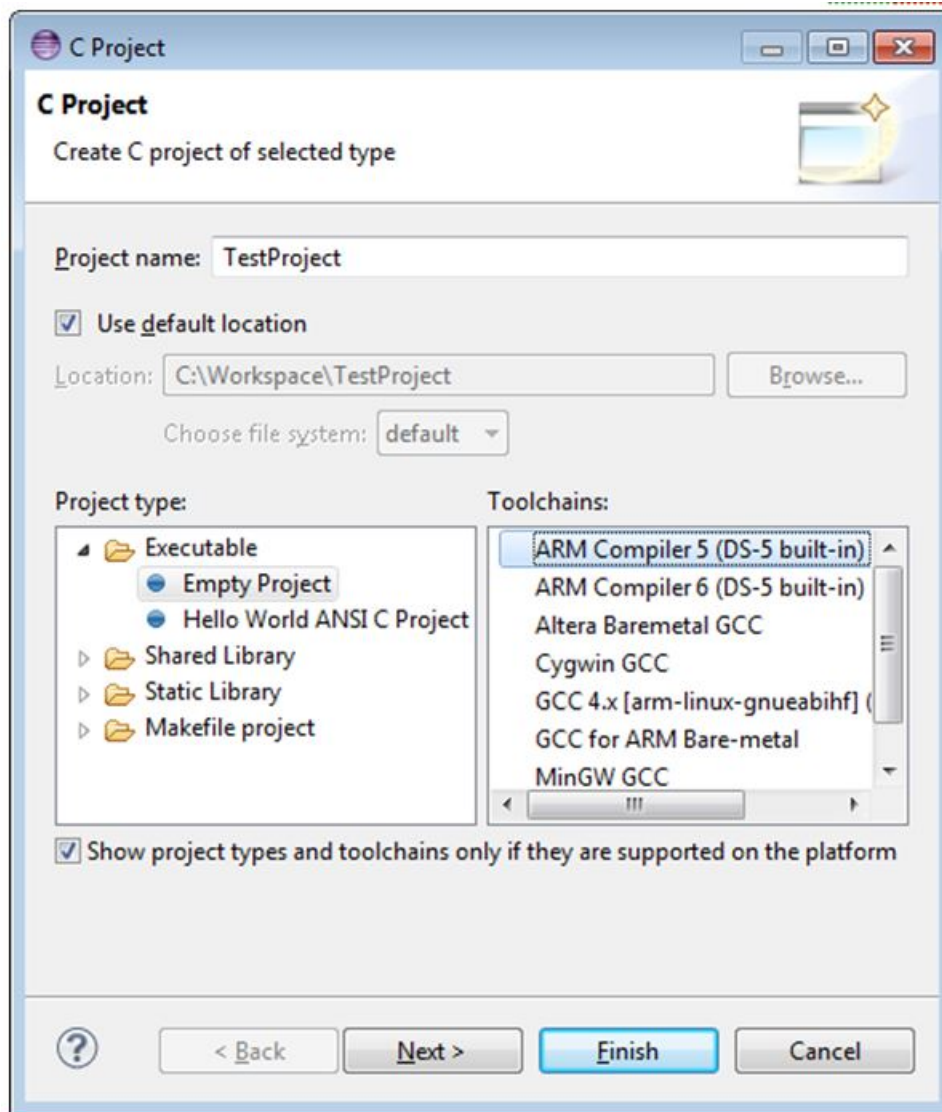 C Project
C Project
Create C project of selected type
Project name: TestProject
Use default location
Location: C:\Workspace\TestProject Browse...
Choose file system: default
Project type:
Executable
Empty Project
Hello World ANSI C Project
Shared Library
Static Library
Makefile project
Toolchains:
ARM Compiler 5 (DS-5 built-in)
ARM Compiler 6 (DS-5 built-in)
Altera Baremetal GCC
Cygwin GCC
GCC 4.x [arm-linux-gnueabihf] (
GCC for ARM Bare-metal
MinGW GCC
Show project types and toolchains only if they are supported on the platform
? < Back Next > Finish Cancel